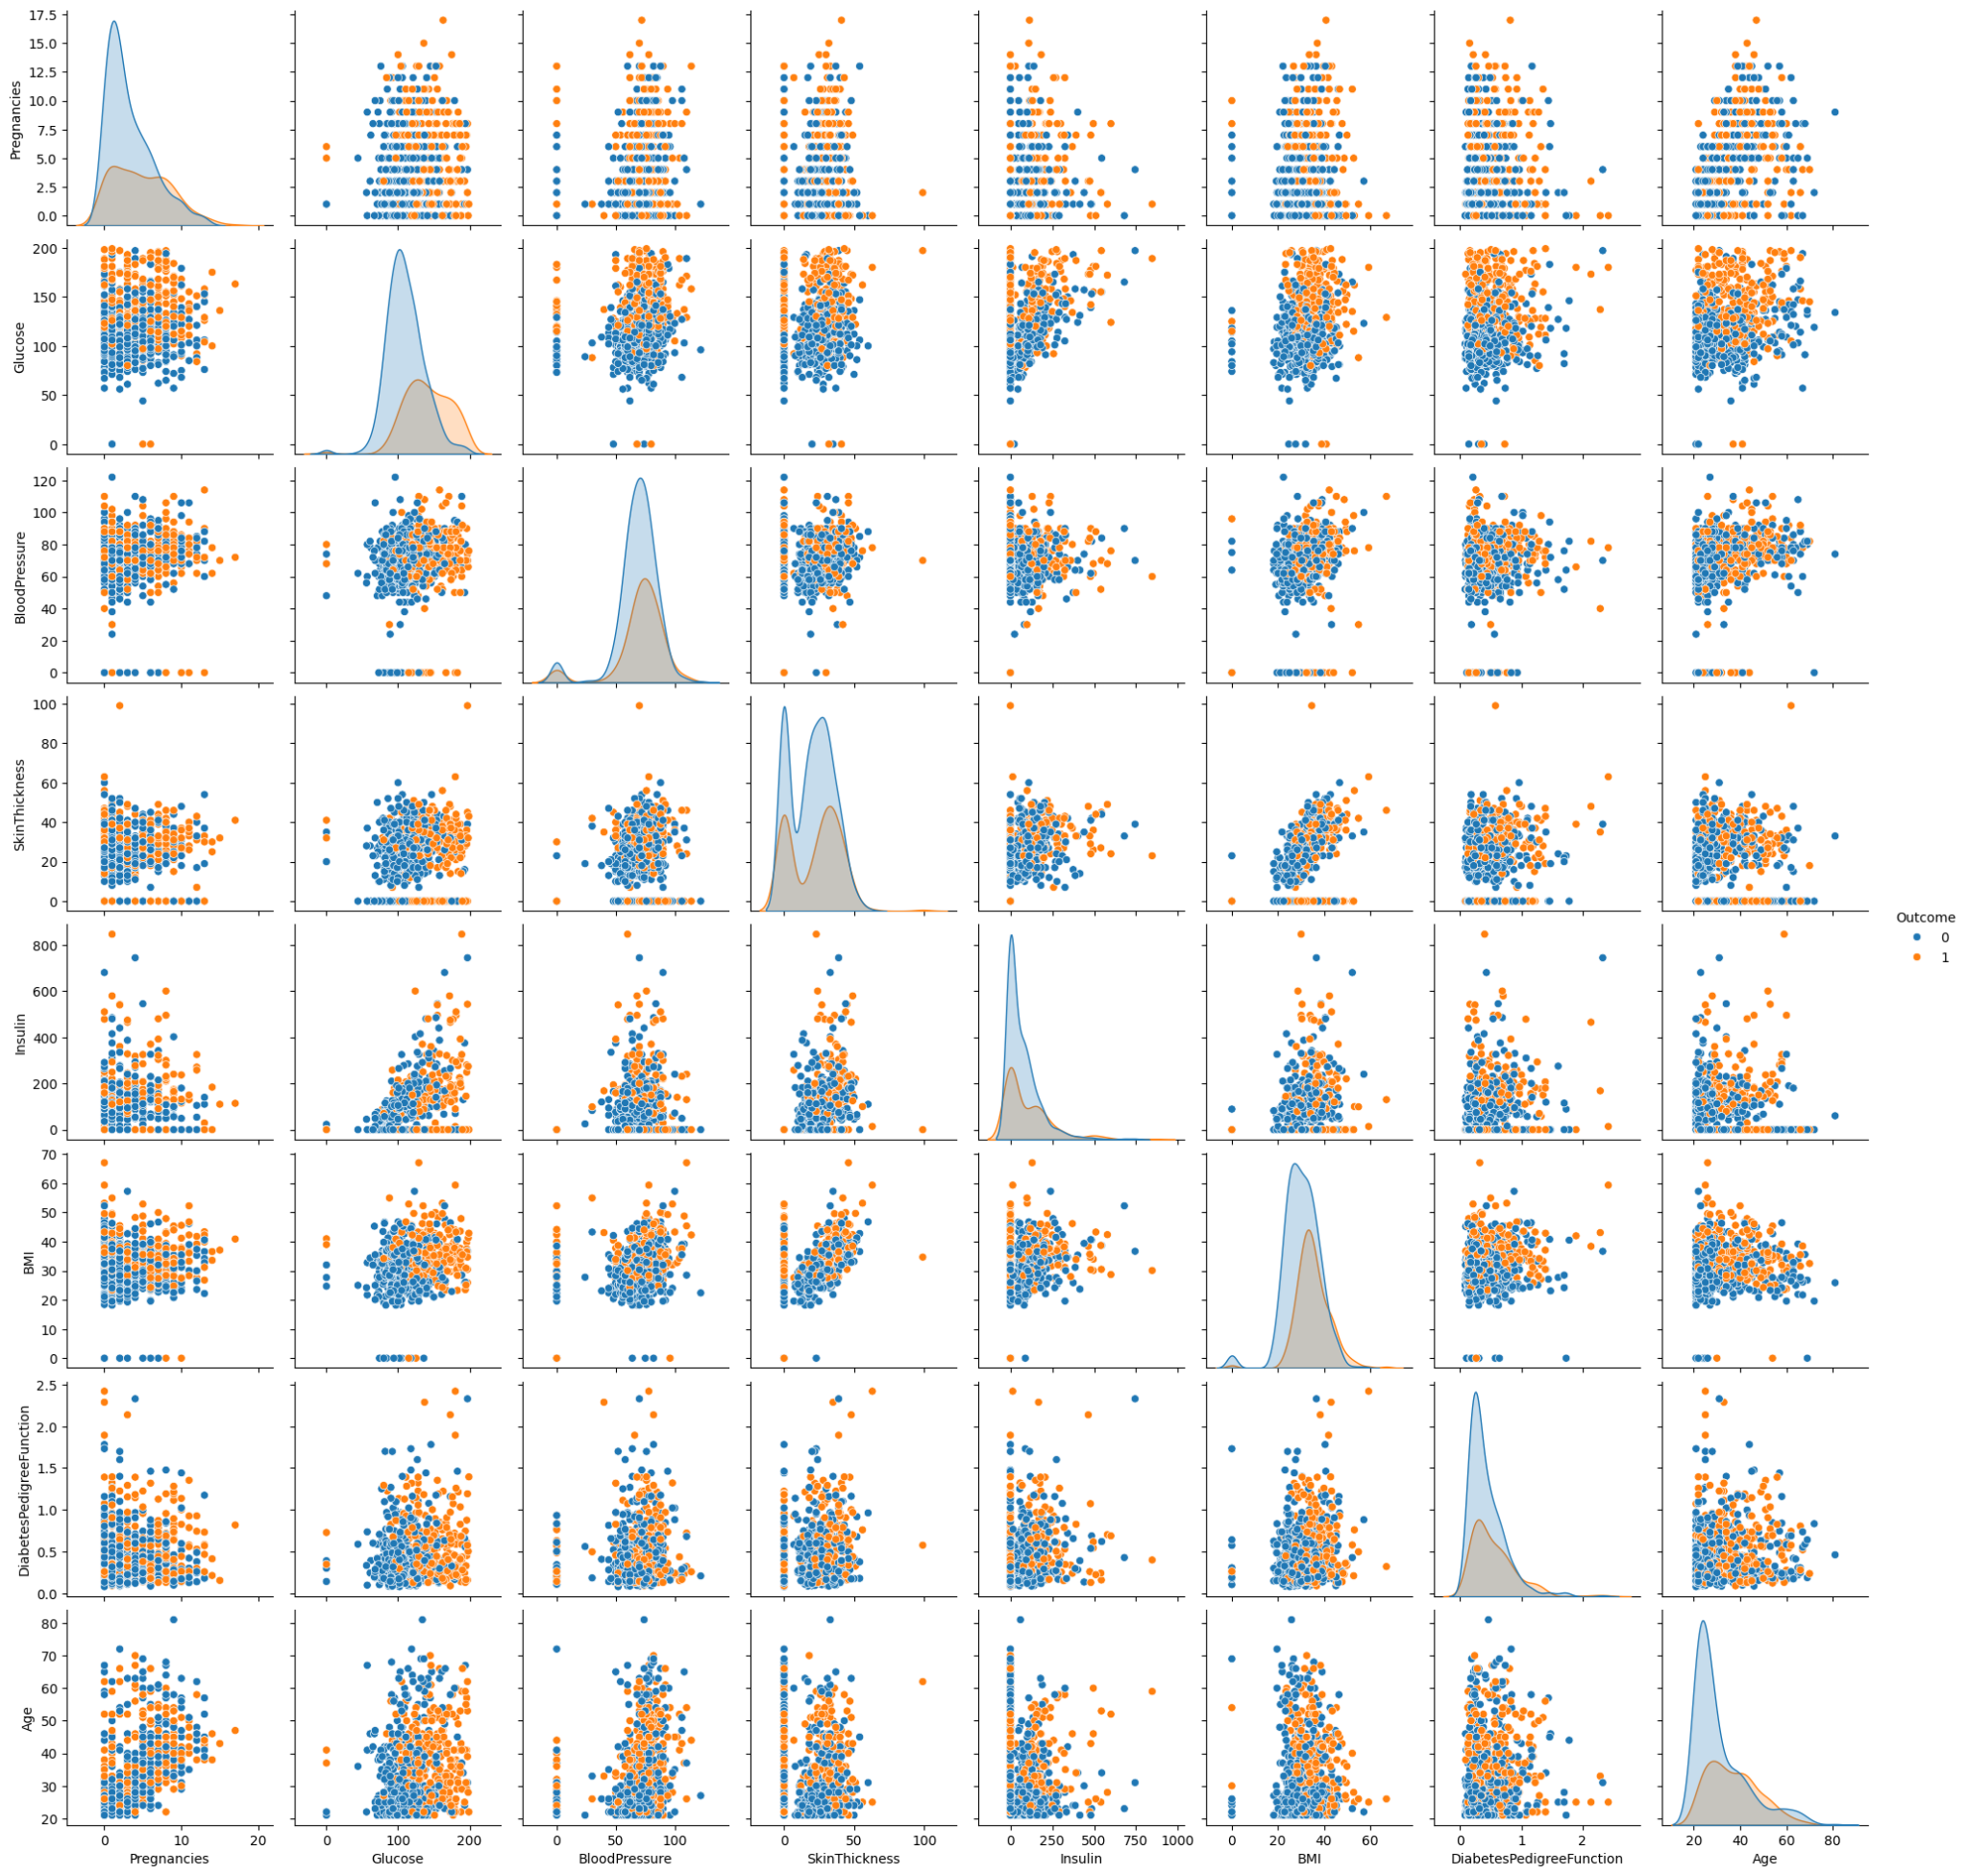 17.5
15.0
12.5
10.0
7.5
5.0
2.5
0.0
Pregnancies
200
150
100
50
0
Glucose
120
100
80
60
40
20
0
BloodPressure
100
80
60
40
20
0
SkinThickness
Outcome
0
1
800
600
400
200
0
Insulin
70
60
50
40
30
20
10
0
BMI
2.5
2.0
1.5
1.0
0.5
0.0
DiabetesPedigreeFunction
80
70
60
50
40
30
20
Age
0 10 20
Pregnancies
0 100 200
Glucose
0 50 100
BloodPressure
0 50 100
SkinThickness
0 250 500 750 1000
Insulin
0 20 40 60
BMI
0 1 2
DiabetesPedigreeFunction
20 40 60 80
Age